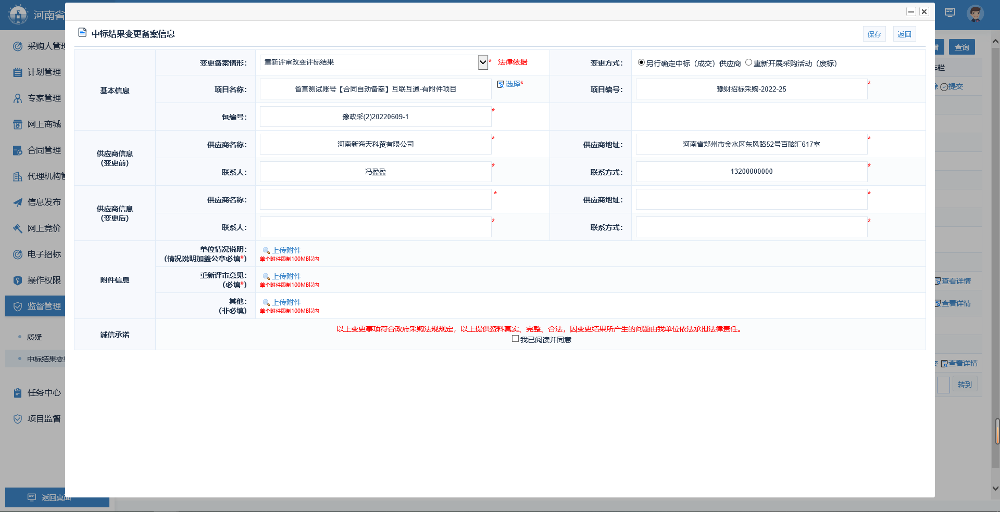 河南省
中标结果变更备案信息
保存
返回
增
查询
采购人管理
计划管理
专家管理
网上商城
合同管理
代理机构管
信息发布
网上竞价
电子招标
操作权限
监督管理
质疑
中标结果变更
任务中心
项目监督
返回桌面
基本信息
变更备案情形：
重新评审改变评标结果
* 法律依据
变更方式：
另行确定中标（成交）供应商 重新开展采购活动（废标）
项目名称：
省直测试账号【合同自动备案】互联互通-有附件项目
选择*
项目编号：
豫财招标采购-2022-25
*
包编号：
豫政采(2)20220609-1
*
供应商信息
（变更前）
供应商名称：
河南新海天科贸有限公司
*
供应商地址：
河南省郑州市金水区东风路52号百脑汇617室
*
联系人：
冯盈盈
*
联系方式：
13200000000
*
供应商信息
（变更后）
供应商名称：
*
供应商地址：
*
联系人：
*
联系方式：
*
附件信息
单位情况说明：
（情况说明加盖公章必填*）
上传附件
单个附件限制100MB以内
重新评审意见：
（必填*）
上传附件
单个附件限制100MB以内
其他：
（非必填）
上传附件
单个附件限制100MB以内
诚信承诺
以上变更事项符合政府采购法规规定，以上提供资料真实、完整、合法，因变更结果所产生的问题由我单位依法承担法律责任。
我已阅读并同意
栏
提交
查看详情
查看详情
交 查看详情
转到